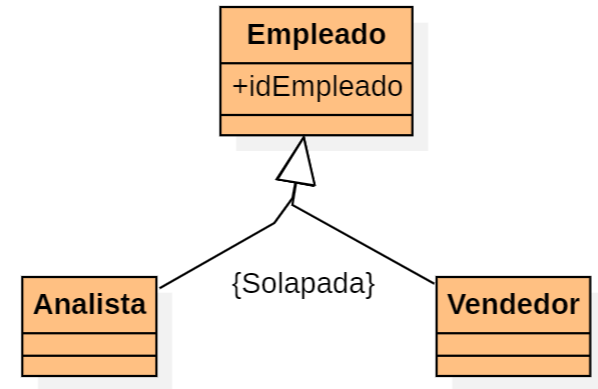 Empleado
+idEmpleado
{Solapada}
Analista
Vendedor